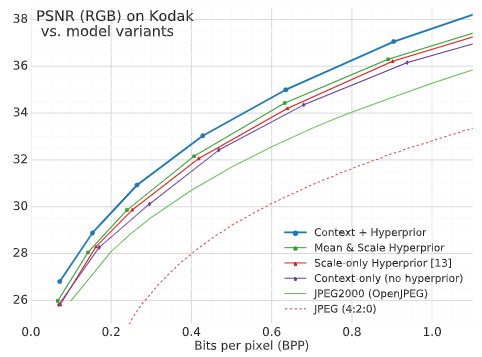 PSNR (RGB) on Kodak
vs. model variants
38
36
34
32
30
28
26
0.0
0.2
0.4
0.6
0.8
1.0
Bits per pixel (BPP)
Context + Hyperprior
Mean & Scale Hyperprior
Scale-only Hyperprior [13]
Context-only (no hyperprior)
JPEG2000 (OpenJPEG)
JPEG (4:2:0)